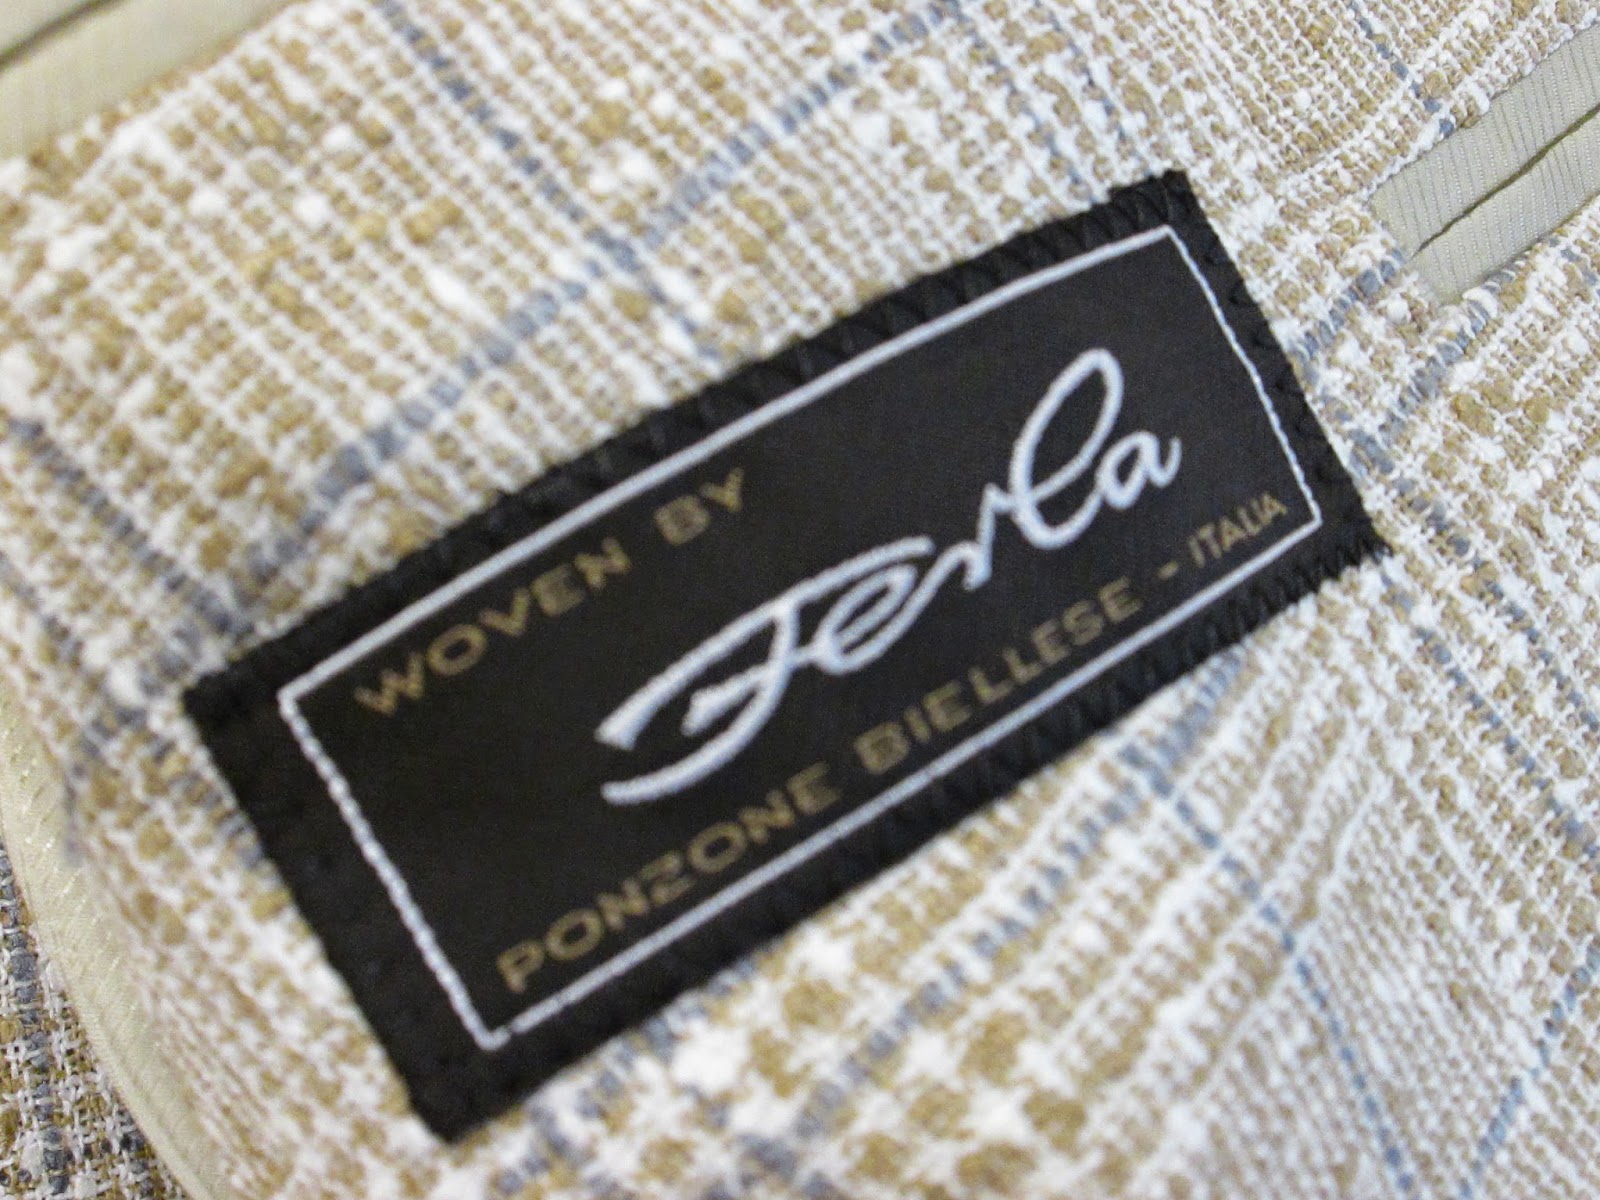 WOVEN BY
Ferla
PONZONE BIELLESE - ITALIA